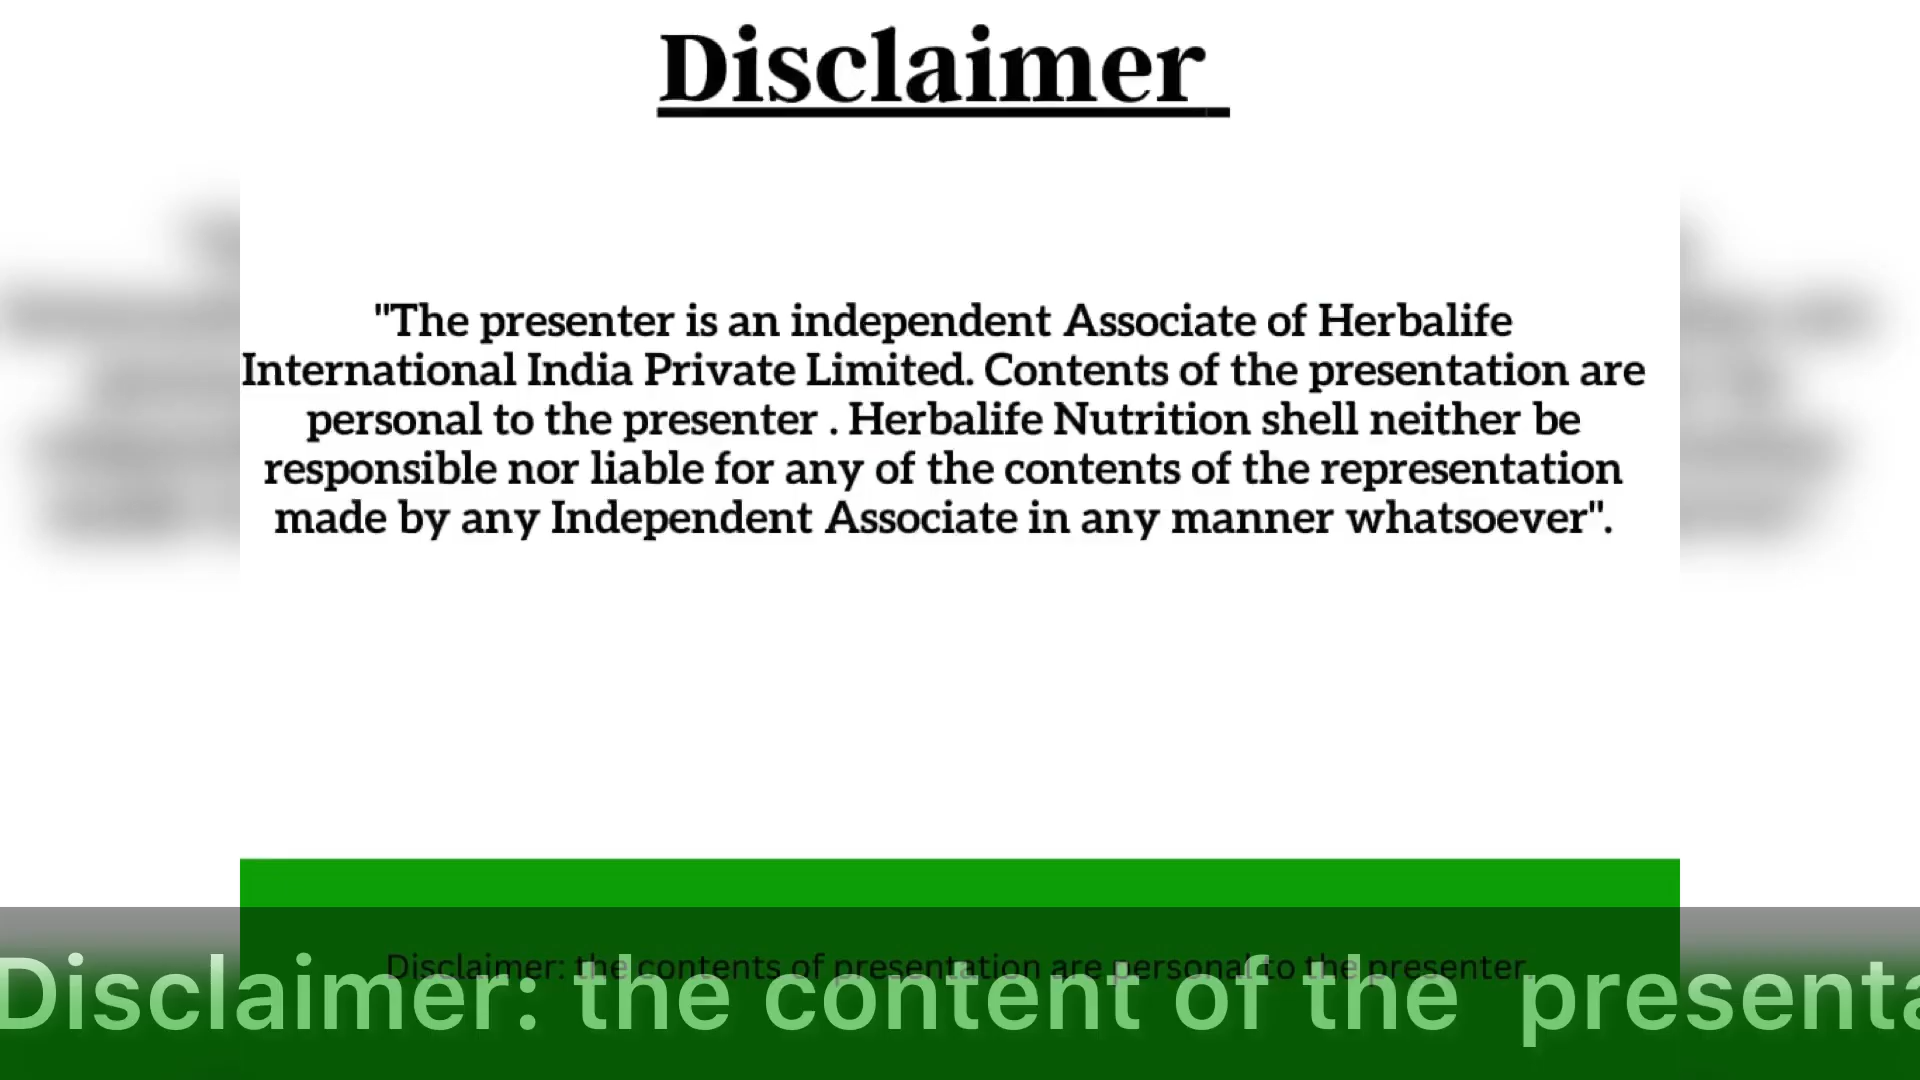 Disclaimer
"The presenter is an independent Associate of Herbalife
International India Private Limited. Contents of the presentation are
personal to the presenter . Herbalife Nutrition shell neither be
responsible nor liable for any of the contents of the representation
made by any Independent Associate in any manner whatsoever".
Disclaimer: the contents of presentation are personal to the presenter.
Disclaimer: the content of the presenta